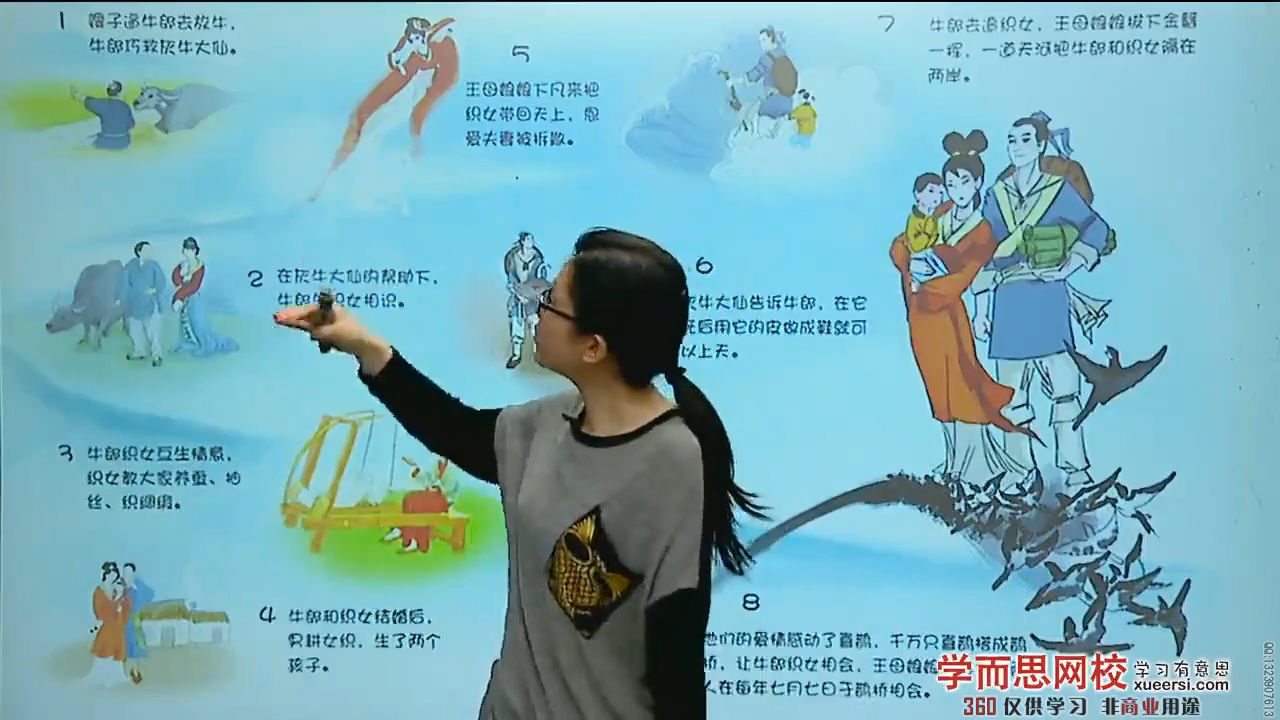 1
嫂子逼牛郎去放牛，
牛郎巧救灰牛大仙。
2
在灰牛大仙的帮助下，
牛郎与织女相识。
3
牛郎织女互生情意，
织女教大家养蚕、抽
丝、织绸绢。
4
牛郎和织女结婚后，
男耕女织，生了两个
孩子。
5
王母娘娘下凡来把
织女带回天上，恩
爱夫妻被拆散。
6
灰牛大仙告诉牛郎，在它
死后用它的皮做成鞋就可
以上天。
7
牛郎去追织女，王母娘娘拔下金簪
一挥，一道天河把牛郎和织女隔在
两岸。
8
他们的爱情感动了喜鹊，千万只喜鹊搭成鹊
桥，让牛郎织女相会，王母娘娘
人在每年七月七日于鹊桥相会。
学而思网校
学习有意思
xueersi.com
360 仅供学习 非商业用途
QQ1323907613